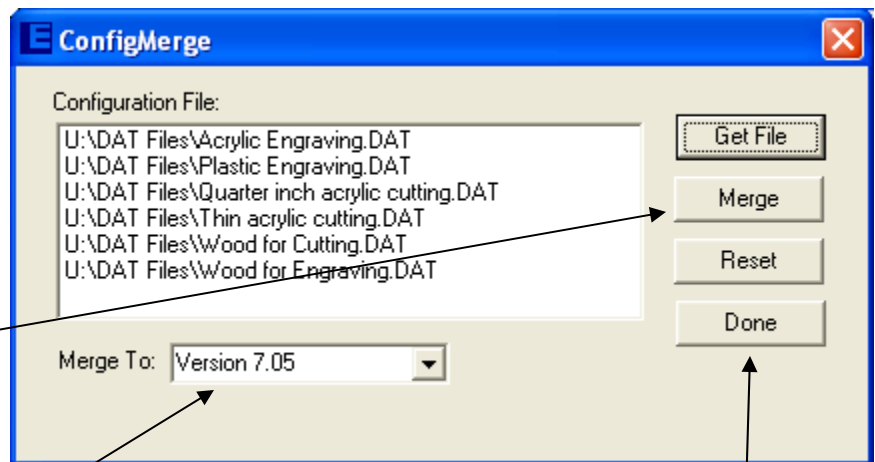 E ConfigMerge
Configuration File:
U:\DAT Files\Acrylic Engraving.DAT
U:\DAT Files\Plastic Engraving.DAT
U:\DAT Files\Quarter inch acrylic cutting.DAT
U:\DAT Files\Thin acrylic cutting.DAT
U:\DAT Files\Wood for Cutting.DAT
U:\DAT Files\Wood for Engraving.DAT
Get File
Merge
Reset
Done
Merge To: Version 7.05